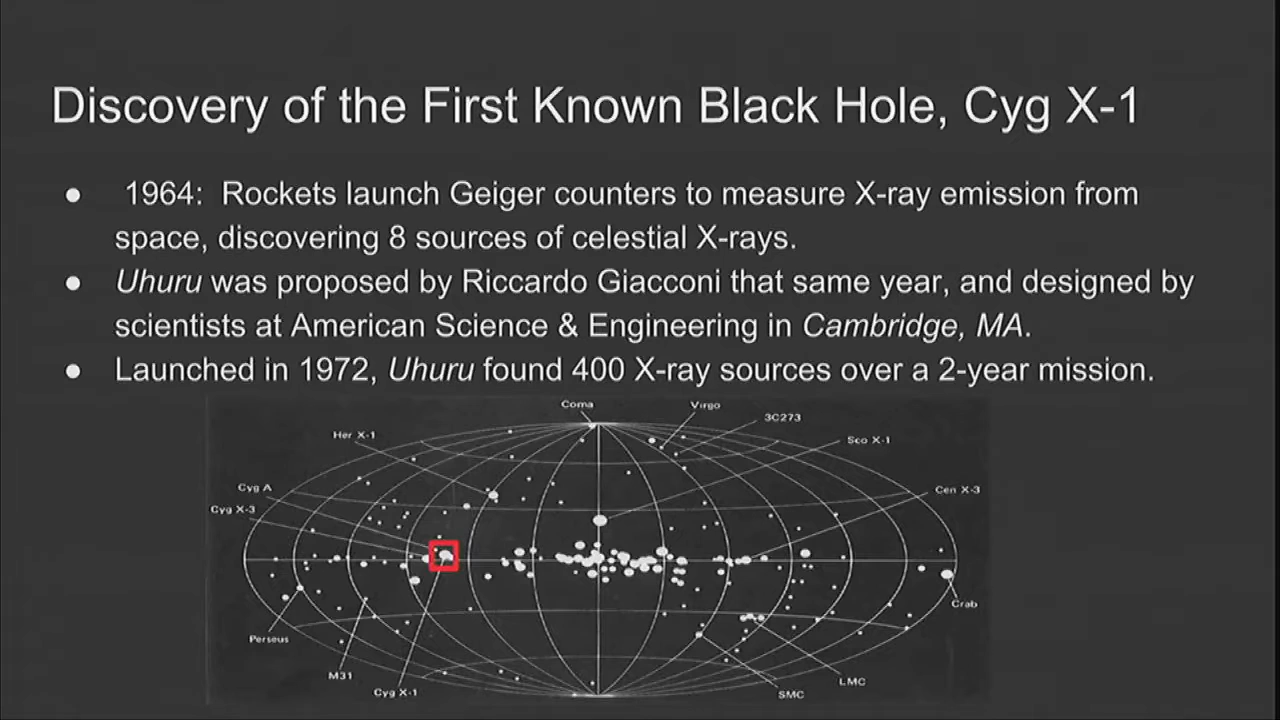 Discovery of the First Known Black Hole, Cyg X-1
● 1964: Rockets launch Geiger counters to measure X-ray emission from
space, discovering 8 sources of celestial X-rays.
● Uhuru was proposed by Riccardo Giacconi that same year, and designed by
scientists at American Science & Engineering in Cambridge, MA.
● Launched in 1972, Uhuru found 400 X-ray sources over a 2-year mission.
Coma
Virgo
3C273
Her X-1
Sco X-1
Cyg A
Cen X-3
Cyg X-3
Crab
Perseus
M31
LMC
Cyg X-1
SMC